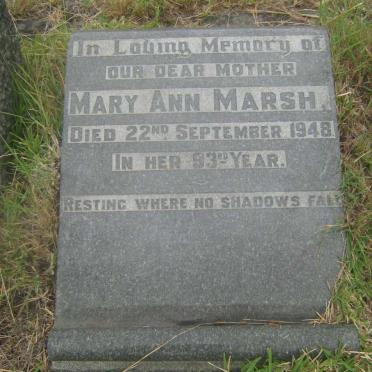 In Loving Memory of
OUR DEAR MOTHER
MARY ANN MARSH.
DIED 22ND SEPTEMBER 1948
IN HER 83RD YEAR.
RESTING WHERE NO SHADOWS FALL